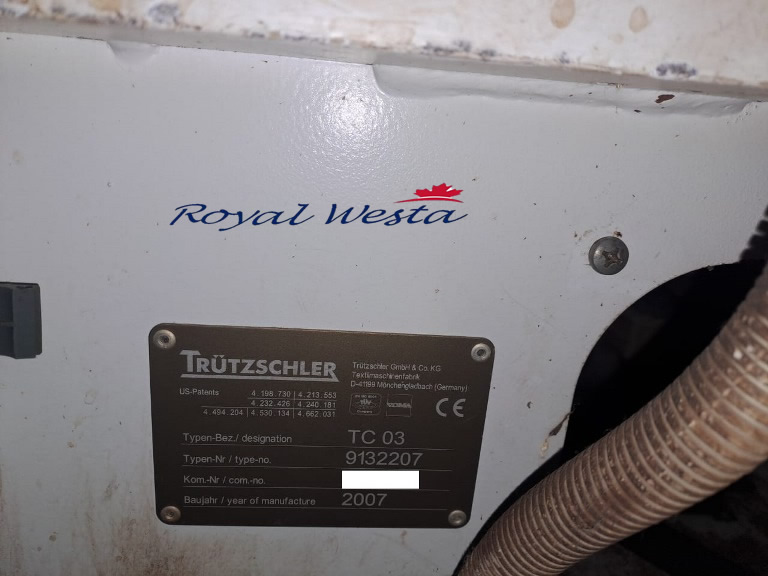 Royal Westa
TRÜTZSCHLER
Trützschler GmbH & Co. KG
Textilmaschinenfabrik
D-41199 Mönchengladbach (Germany)
US-Patents
4.198.730 | 4.213.553
4.232.426 | 4.240.181
4.494.204 | 4.530.134 | 4.662.031
CE
Typen-Bez./ designation TC 03
Typen-Nr / type-no. 9132207
Kom.-Nr / com.-no.
Baujahr / year of manufacture 2007